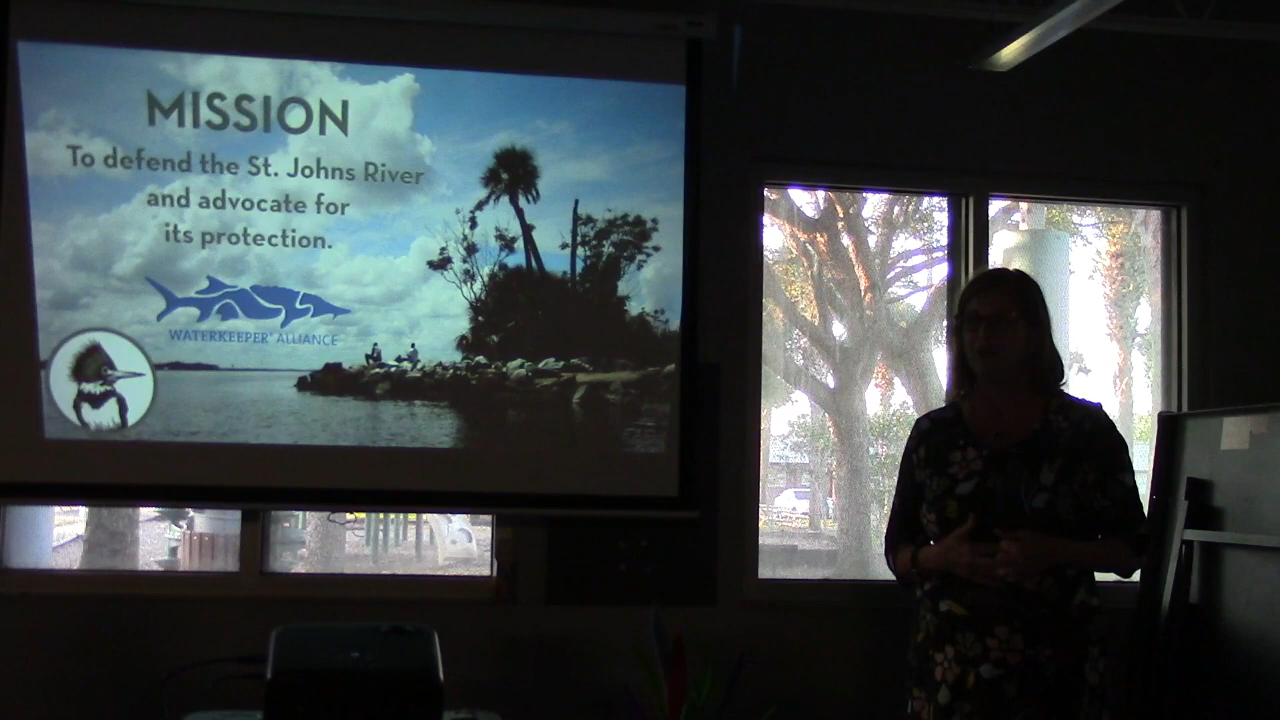 MISSION
To defend the St. Johns River
and advocate for
its protection.
WATERKEEPER® ALLIANCE